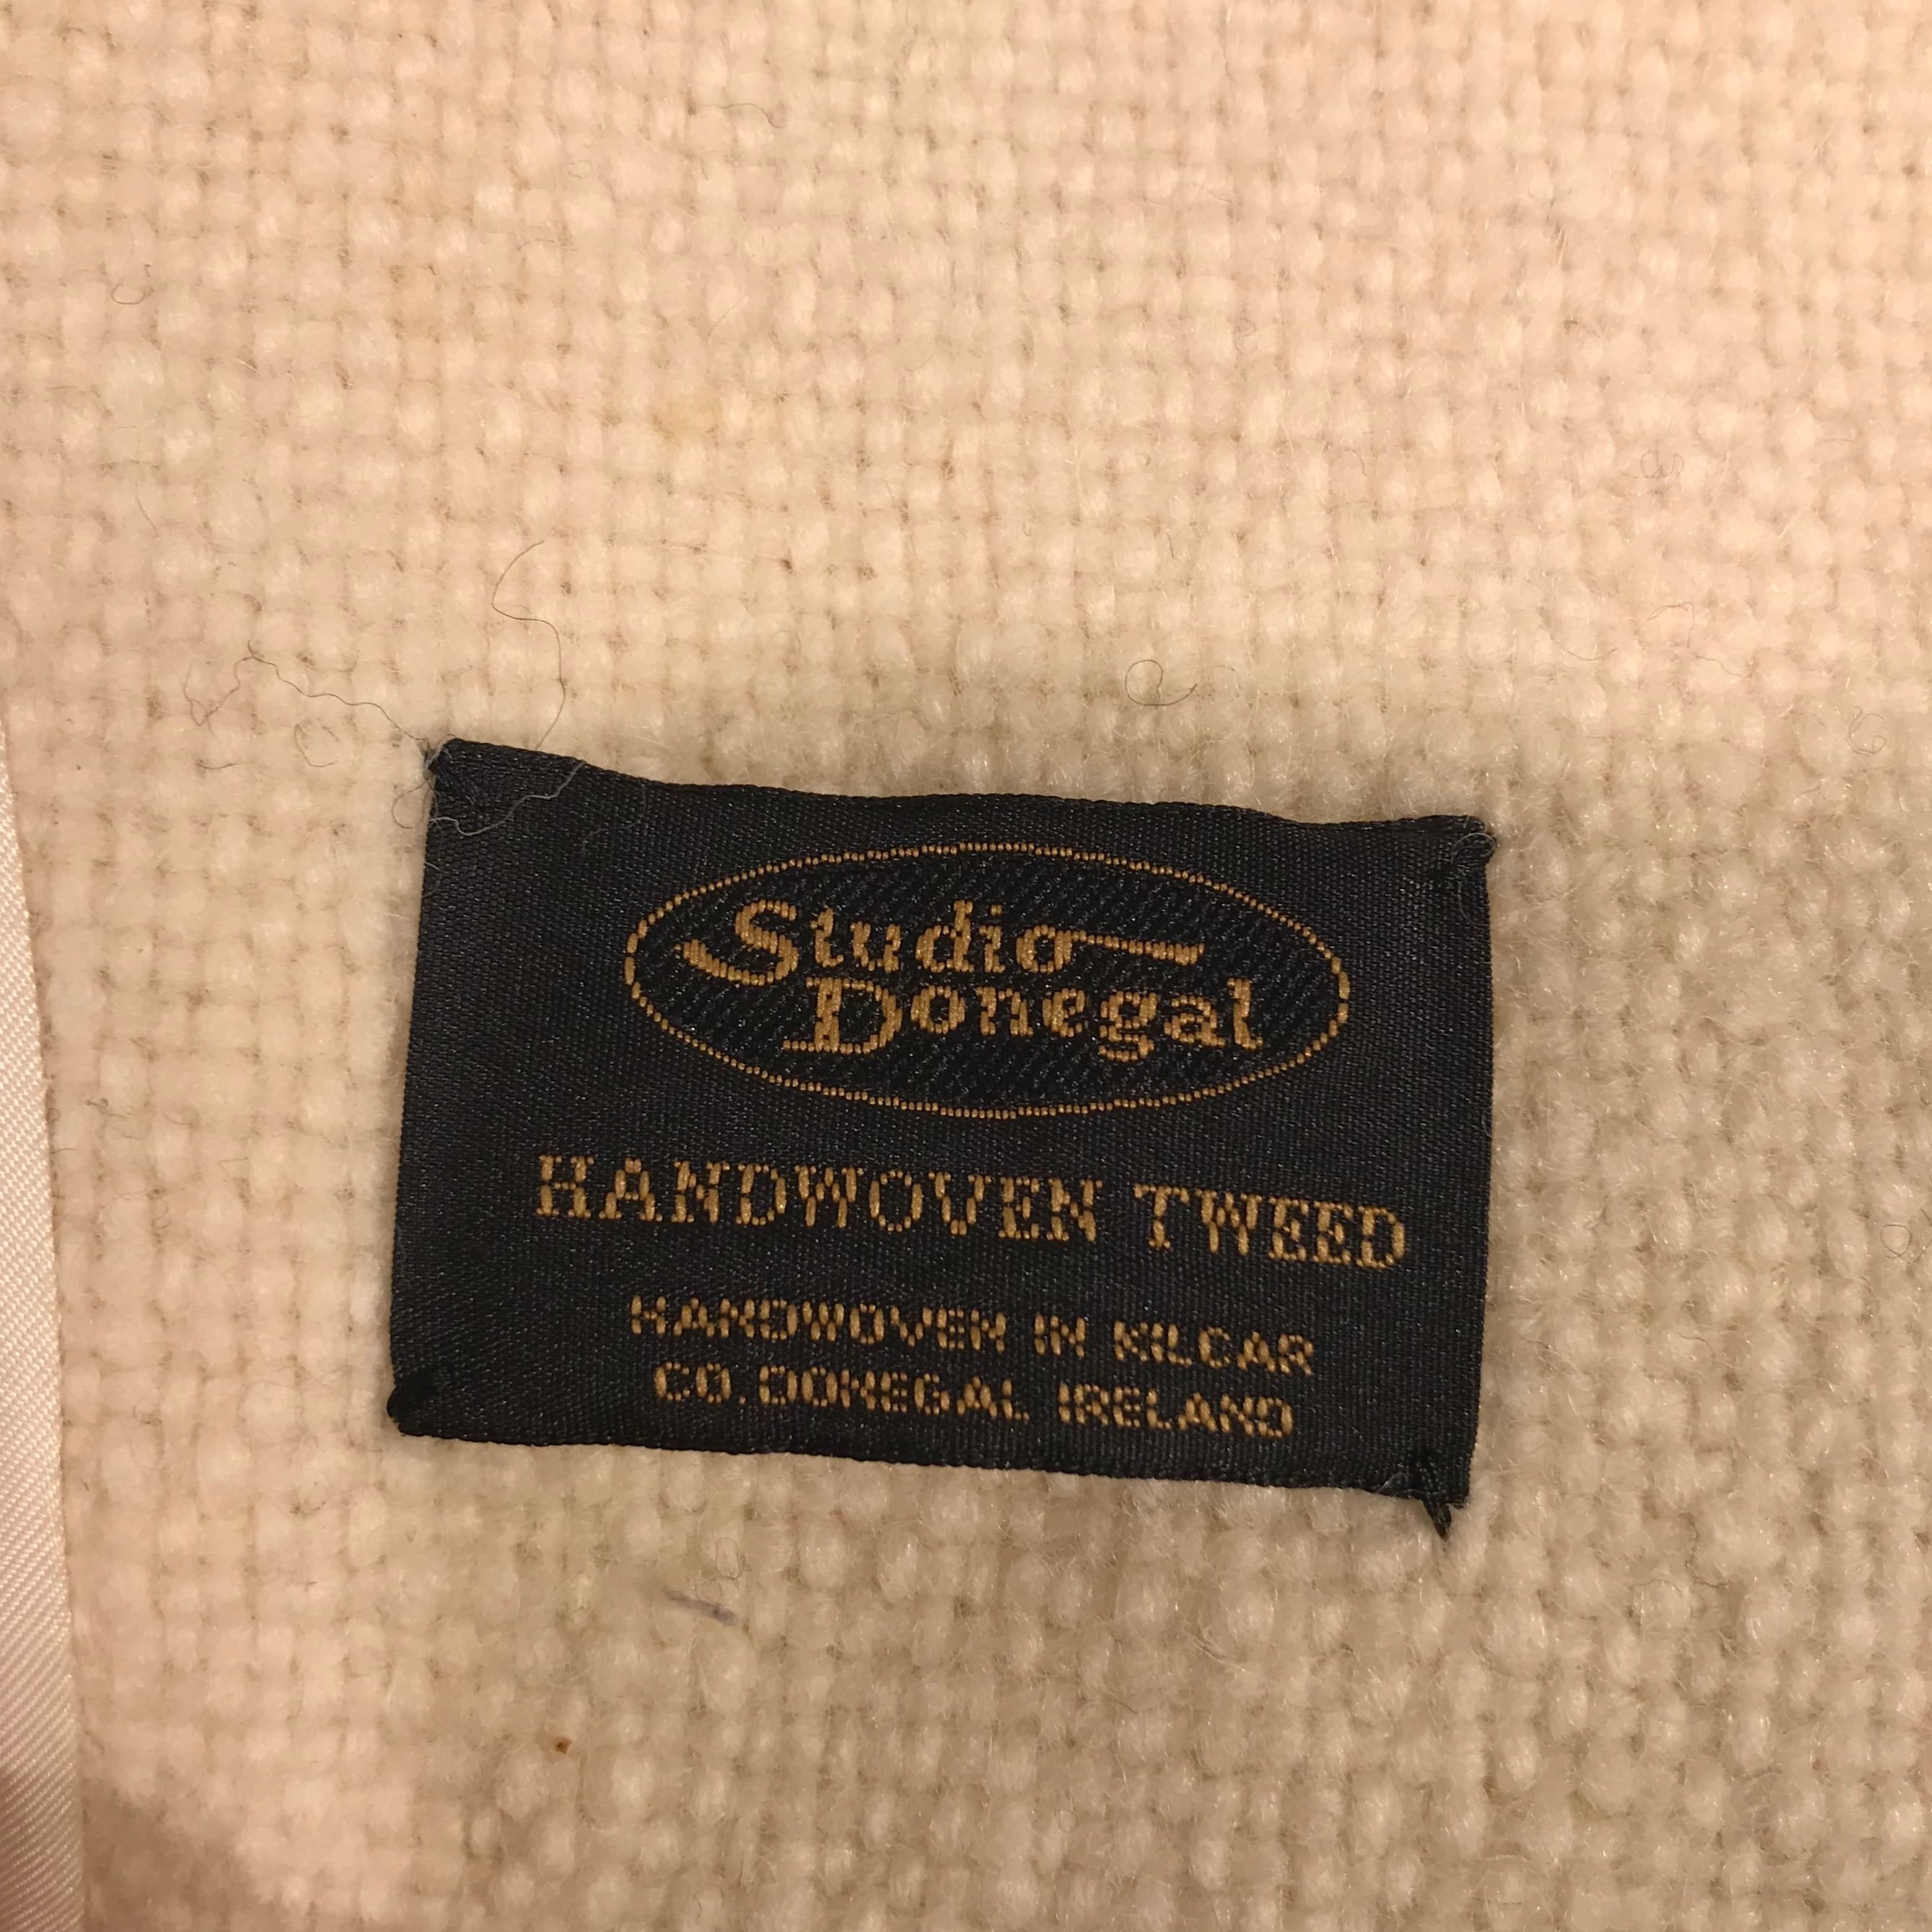 Studio
Donegal
HANDWOVEN TWEED
HANDWOVEN IN KILCAR
CO. DONEGAL IRELAND